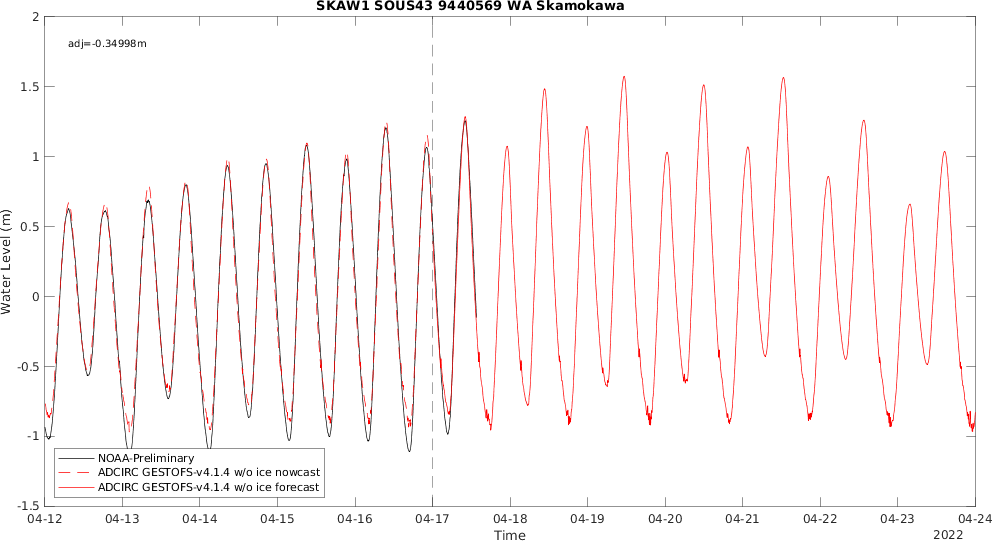 SKAW1 SOUS43 9440569 WA Skamokawa
adj=-0.34998m
2
1.5
1
0.5
0
-0.5
-1
-1.5
Water Level (m)
NOAA-Preliminary
ADCIRC GESTOFS-v4.1.4 w/o ice nowcast
ADCIRC GESTOFS-v4.1.4 w/o ice forecast
04-12 04-13 04-14 04-15 04-16 04-17 04-18 04-19 04-20 04-21 04-22 04-23 04-24
Time
2022